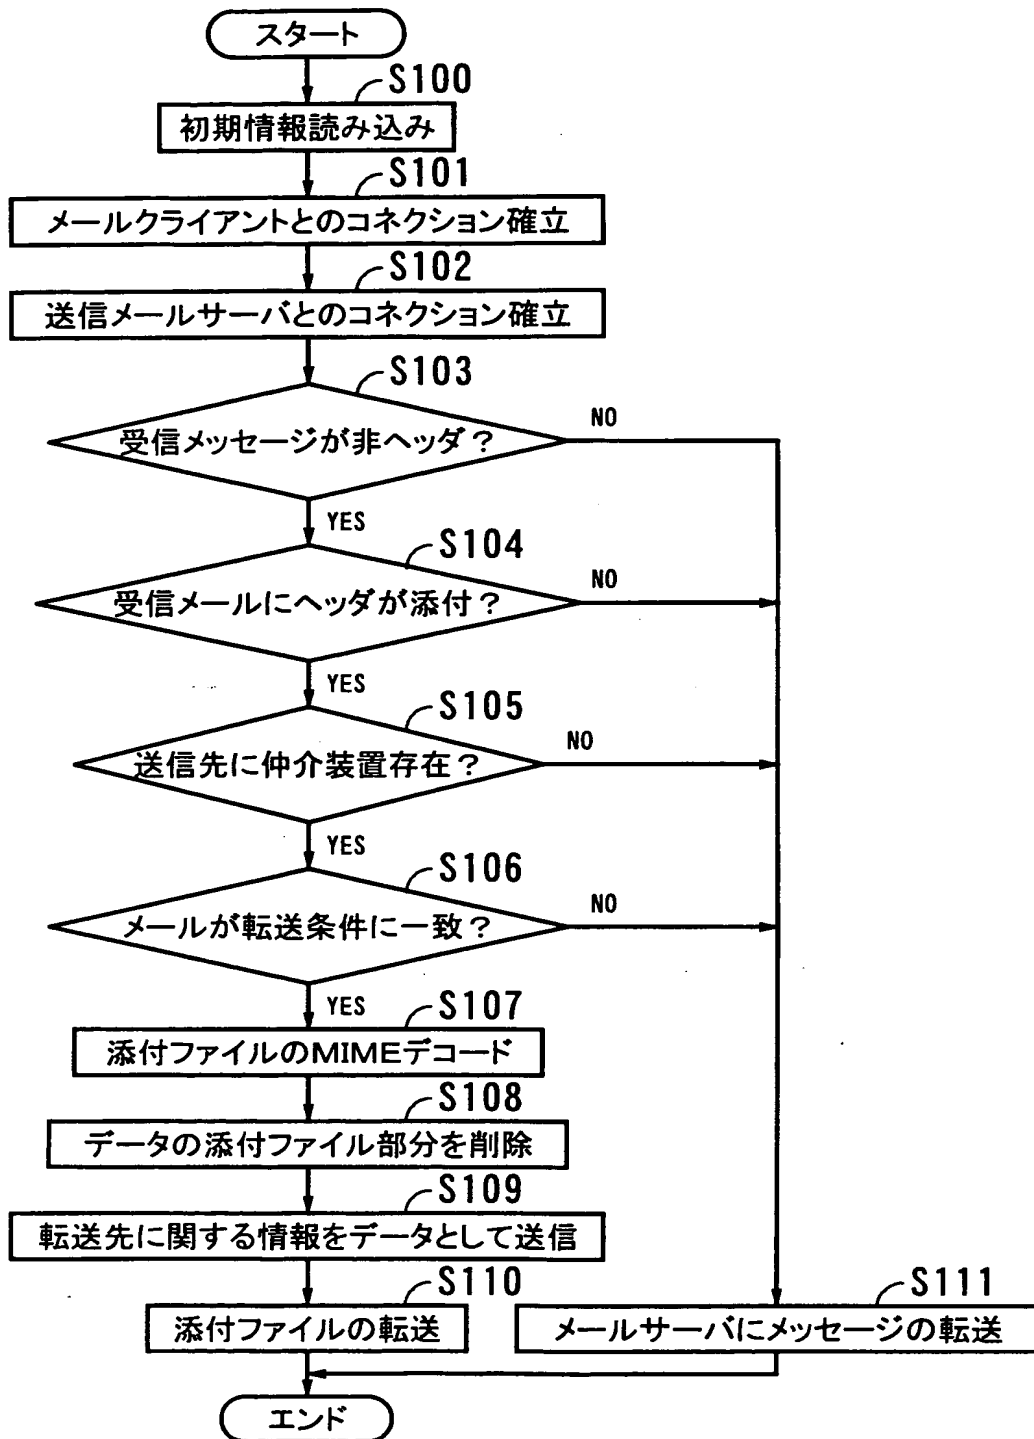 スタート
S100
初期情報読み込み
S101
メールクライアントとのコネクション確立
S102
送信メールサーバとのコネクション確立
S103
受信メッセージが非ヘッダ？
NO
YES
S104
受信メールにヘッダが添付？
NO
YES
S105
送信先に仲介装置存在？
NO
YES
S106
メールが転送条件に一致？
NO
YES
S107
添付ファイルのMIMEデコード
S108
データの添付ファイル部分を削除
S109
転送先に関する情報をデータとして送信
S110
添付ファイルの転送
S111
メールサーバにメッセージの転送
エンド